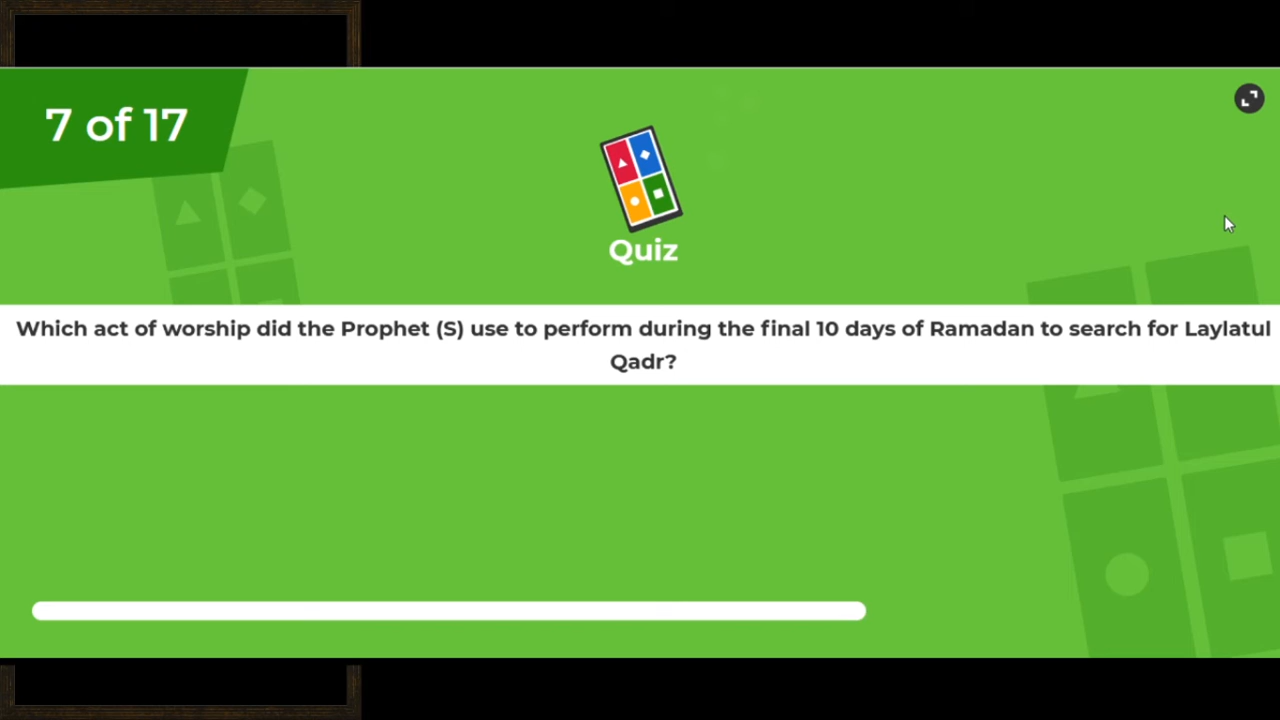 7 of 17
Quiz
Which act of worship did the Prophet (S) use to perform during the final 10 days of Ramadan to search for Laylatul
Qadr?